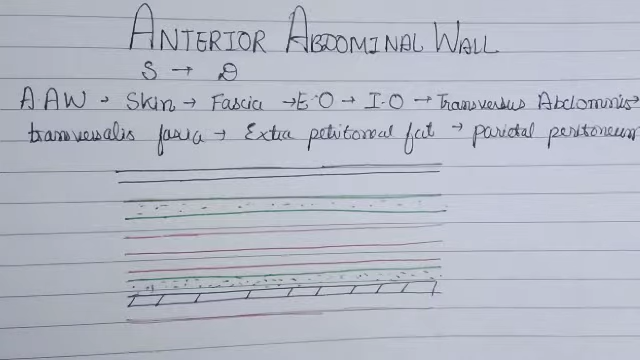 ANTERIOR ABDOMINAL WALL
S → D
AAW → Skin → Fascia → E.O → I.O → Transversus Abdominis →
transversalis fascia → Extra peritoneal fat → parietal peritoneum